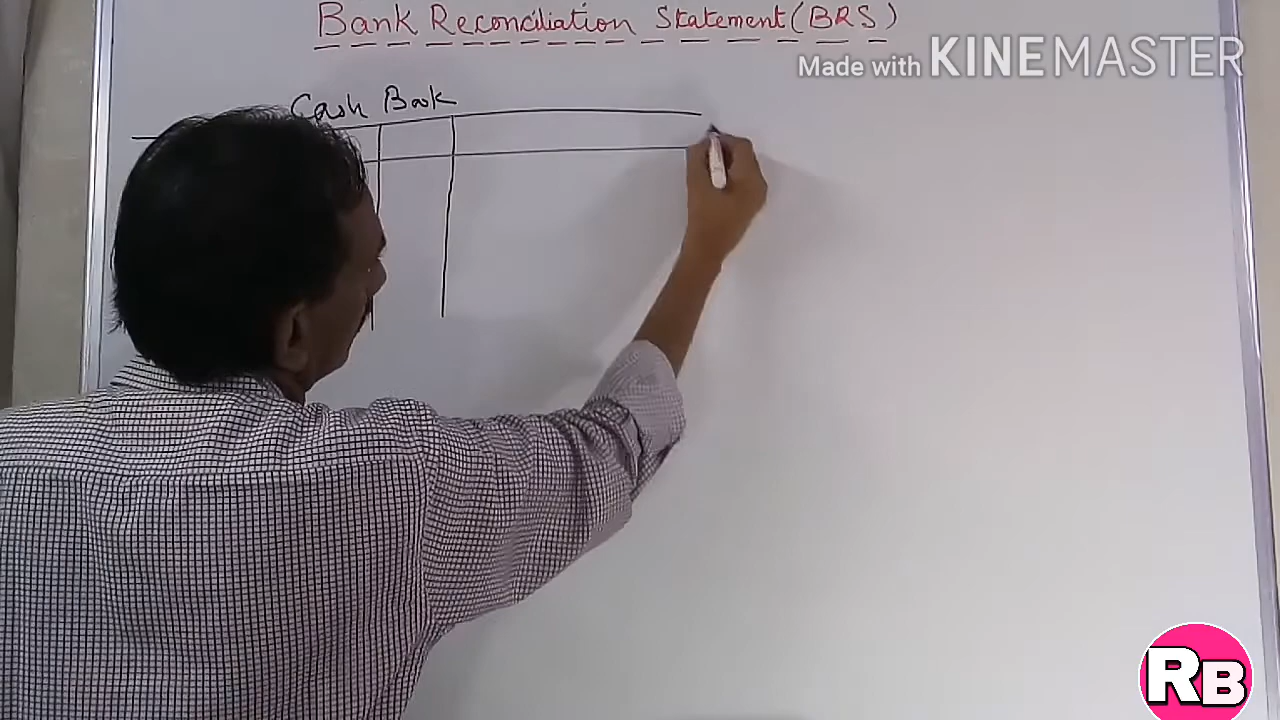 Bank Reconciliation Statement (BRS)
Made with KINEMASTER
Cash Book
RB